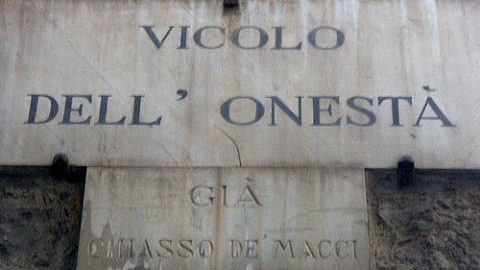 VICOLO
DELL' ONESTÀ
GIÀ
CHIASSO DE' MACCI